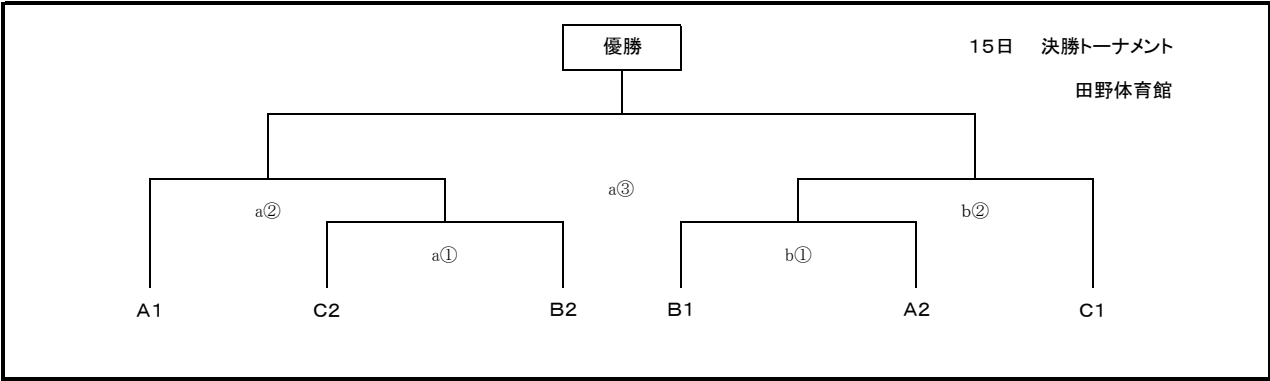 優勝
15日 決勝トーナメント
田野体育館
a③
a② b②
a① b①
A1 C2 B2 B1 A2 C1